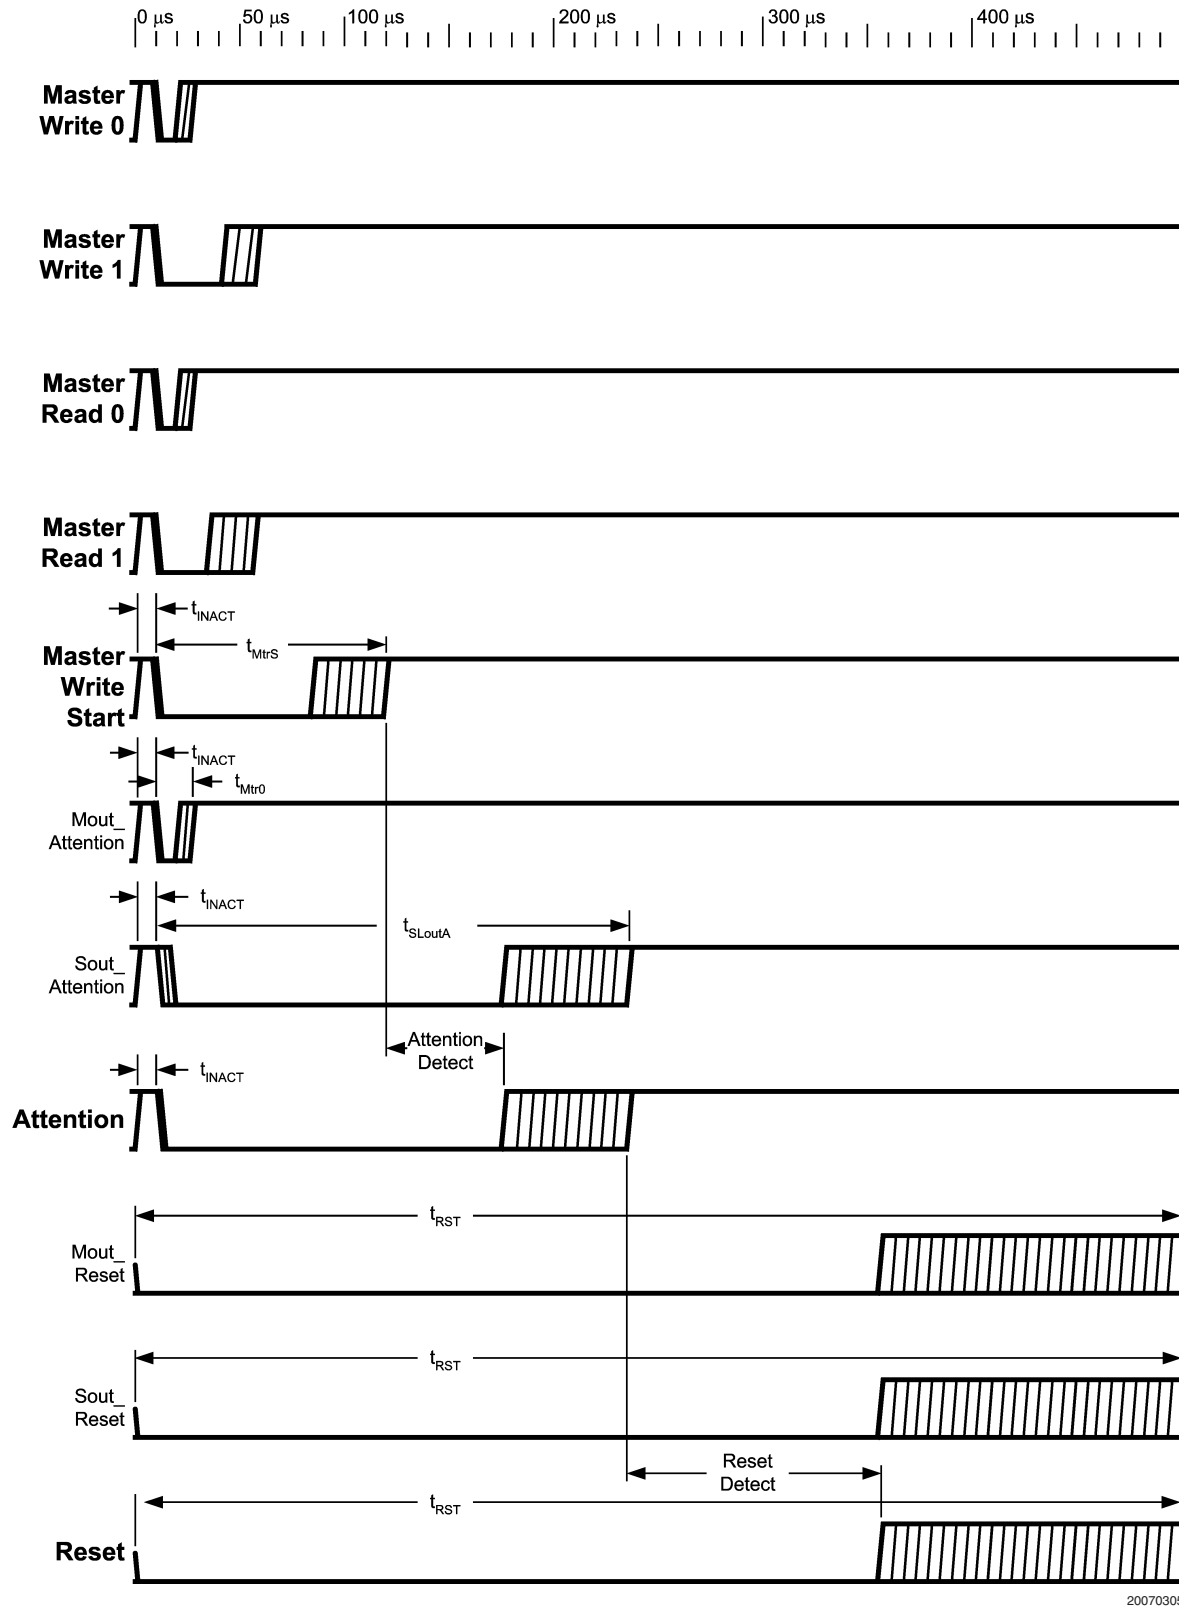 0 µs 50 µs 100 µs 200 µs 300 µs 400 µs
Master
Write 0
Master
Write 1
Master
Read 0
Master
Read 1
tINACT
tMtrS
Master
Write
Start
tINACT
tMtr0
Mout_
Attention
tINACT
tSLoutA
Sout_
Attention
Attention
Detect
tINACT
Attention
tRST
Mout_
Reset
tRST
Sout_
Reset
Reset
Detect
tRST
Reset
20070305